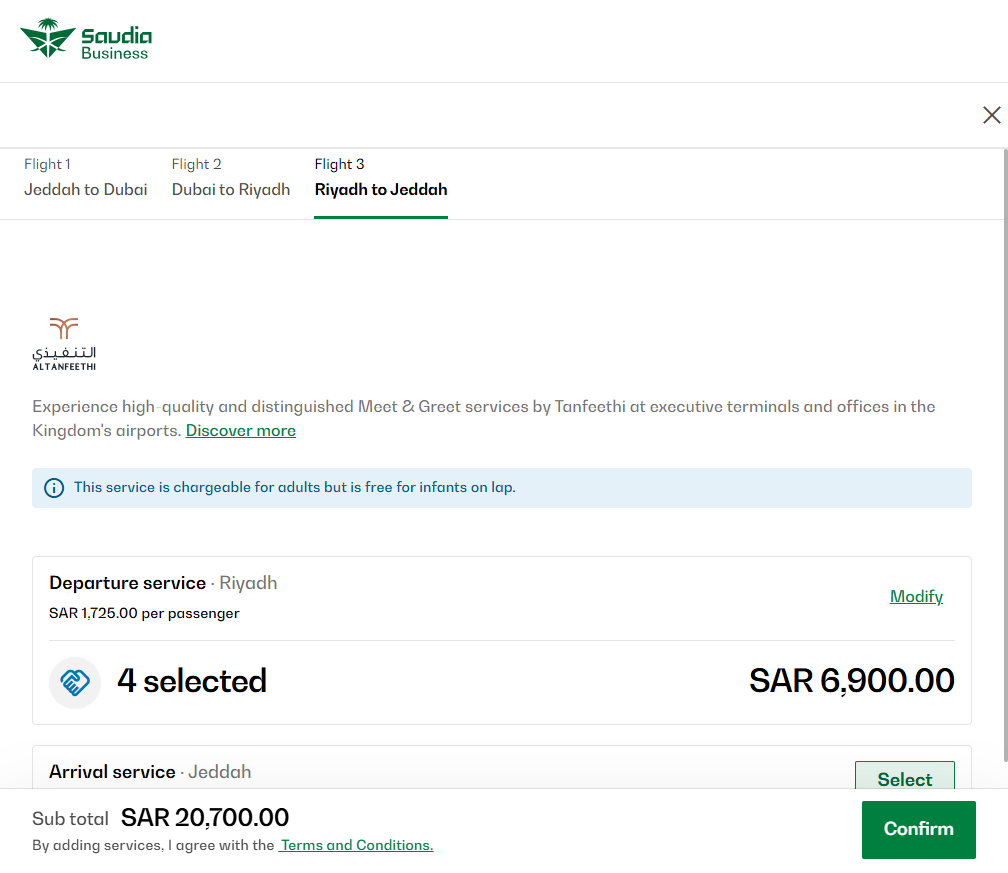 Saudia
Business
Flight 1
Jeddah to Dubai
Flight 2
Dubai to Riyadh
Flight 3
Riyadh to Jeddah
التنفيذي
ALTANFEETHI
Experience high-quality and distinguished Meet & Greet services by Tanfeethi at executive terminals and offices in the
Kingdom's airports. Discover more
This service is chargeable for adults but is free for infants on lap.
Departure service · Riyadh
SAR 1,725.00 per passenger
Modify
4 selected
SAR 6,900.00
Arrival service · Jeddah
Select
Sub total SAR 20,700.00
By adding services, I agree with the Terms and Conditions.
Confirm